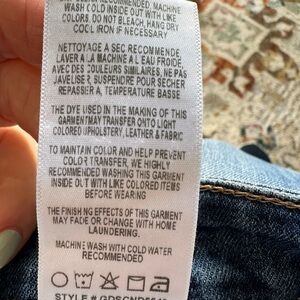 RECOMMENDED, MACHINE
WASH COLD INSIDE OUT WITH LIKE
COLORS. DO NOT BLEACH, HANG DRY
COOL IRON IF NECESSARY
NETTOYAGE A SEC RECOMMENDE
LAVER A LA MACHINE A L'EAU FROIDE,
AVEC DES COULEURS SIMILAIRES, NE PAS
JAVELISER, SUSPENDRE POUR SECHER
REPASSER A, TEMPERATURE BASSE
THE DYE USED IN THE MAKING OF THIS
GARMENT MAY TRANSFER ONTO LIGHT
COLORED UPHOLSTERY, LEATHER & FABRIC
TO MAINTAIN COLOR AND HELP PREVENT
COLOR TRANSFER, WE HIGHLY
RECOMMENDED WASHING THIS GARMENT
INSIDE OUT WITH LIKE COLORED ITEMS
BEFORE WEARING
THE FINISHING EFFECTS OF THIS GARMENT
MAY FADE OR CHANGE WITH HOME
LAUNDERING.
MACHINE WASH WITH COLD WATER
RECOMMENDED
STYLE #